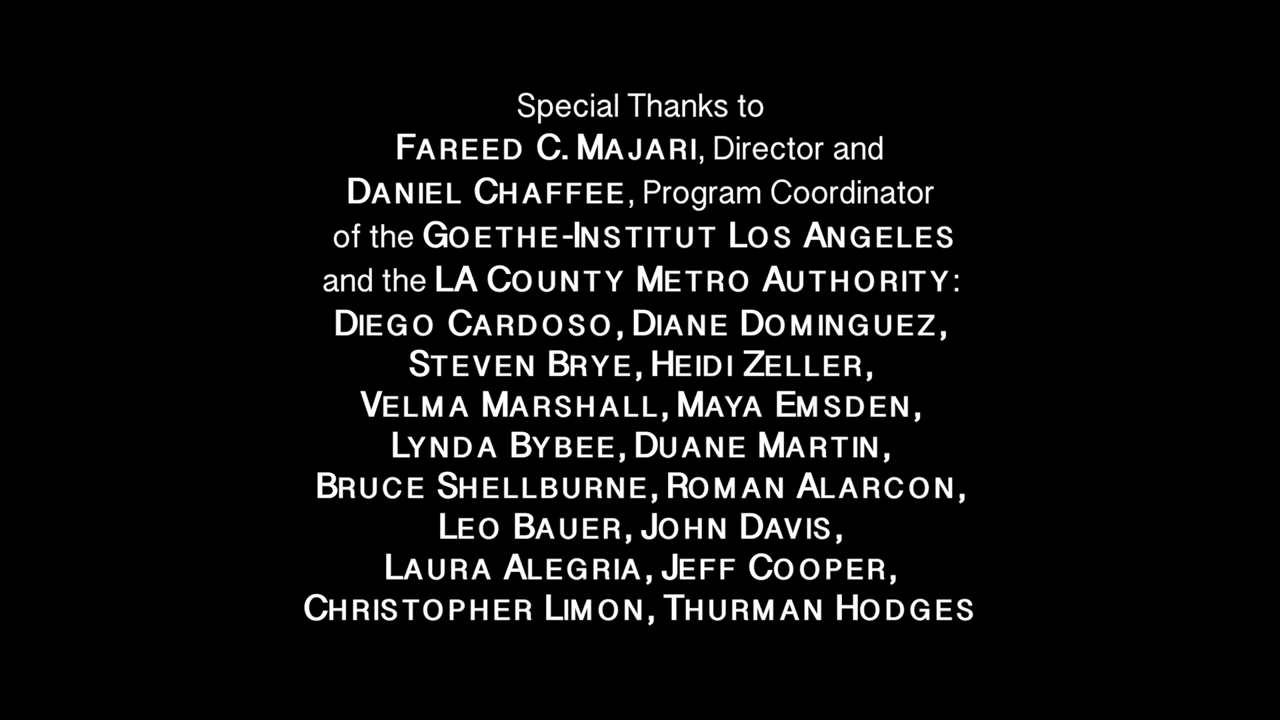 Special Thanks to
FAREED C. MAJARI, Director and
DANIEL CHAFFEE, Program Coordinator
of the GOETHE-INSTITUT LOS ANGELES
and the LA COUNTY METRO AUTHORITY:
DIEGO CARDOSO, DIANE DOMINGUEZ,
STEVEN BRYE, HEIDI ZELLER,
VELMA MARSHALL, MAYA EMSDEN,
LYNDA BYBEE, DUANE MARTIN,
BRUCE SHELLBURNE, ROMAN ALARCON,
LEO BAUER, JOHN DAVIS,
LAURA ALEGRIA, JEFF COOPER,
CHRISTOPHER LIMON, THURMAN HODGES